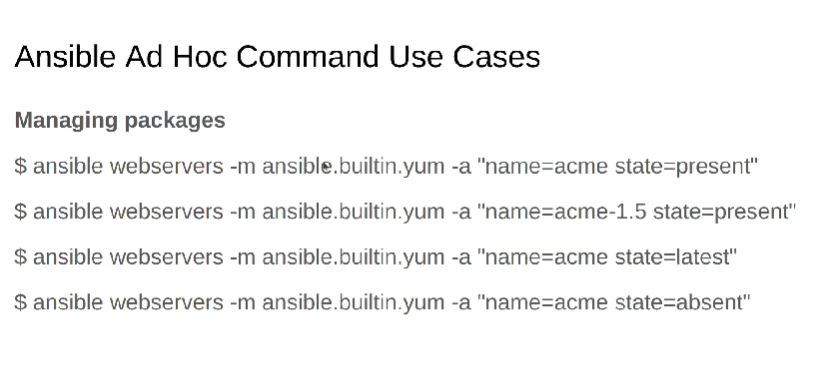 Ansible Ad Hoc Command Use Cases
Managing packages
$ ansible webservers -m ansible.builtin.yum -a "name=acme state=present"
$ ansible webservers -m ansible.builtin.yum -a "name=acme-1.5 state=present"
$ ansible webservers -m ansible.builtin.yum -a "name=acme state=latest"
$ ansible webservers -m ansible.builtin.yum -a "name=acme state=absent"